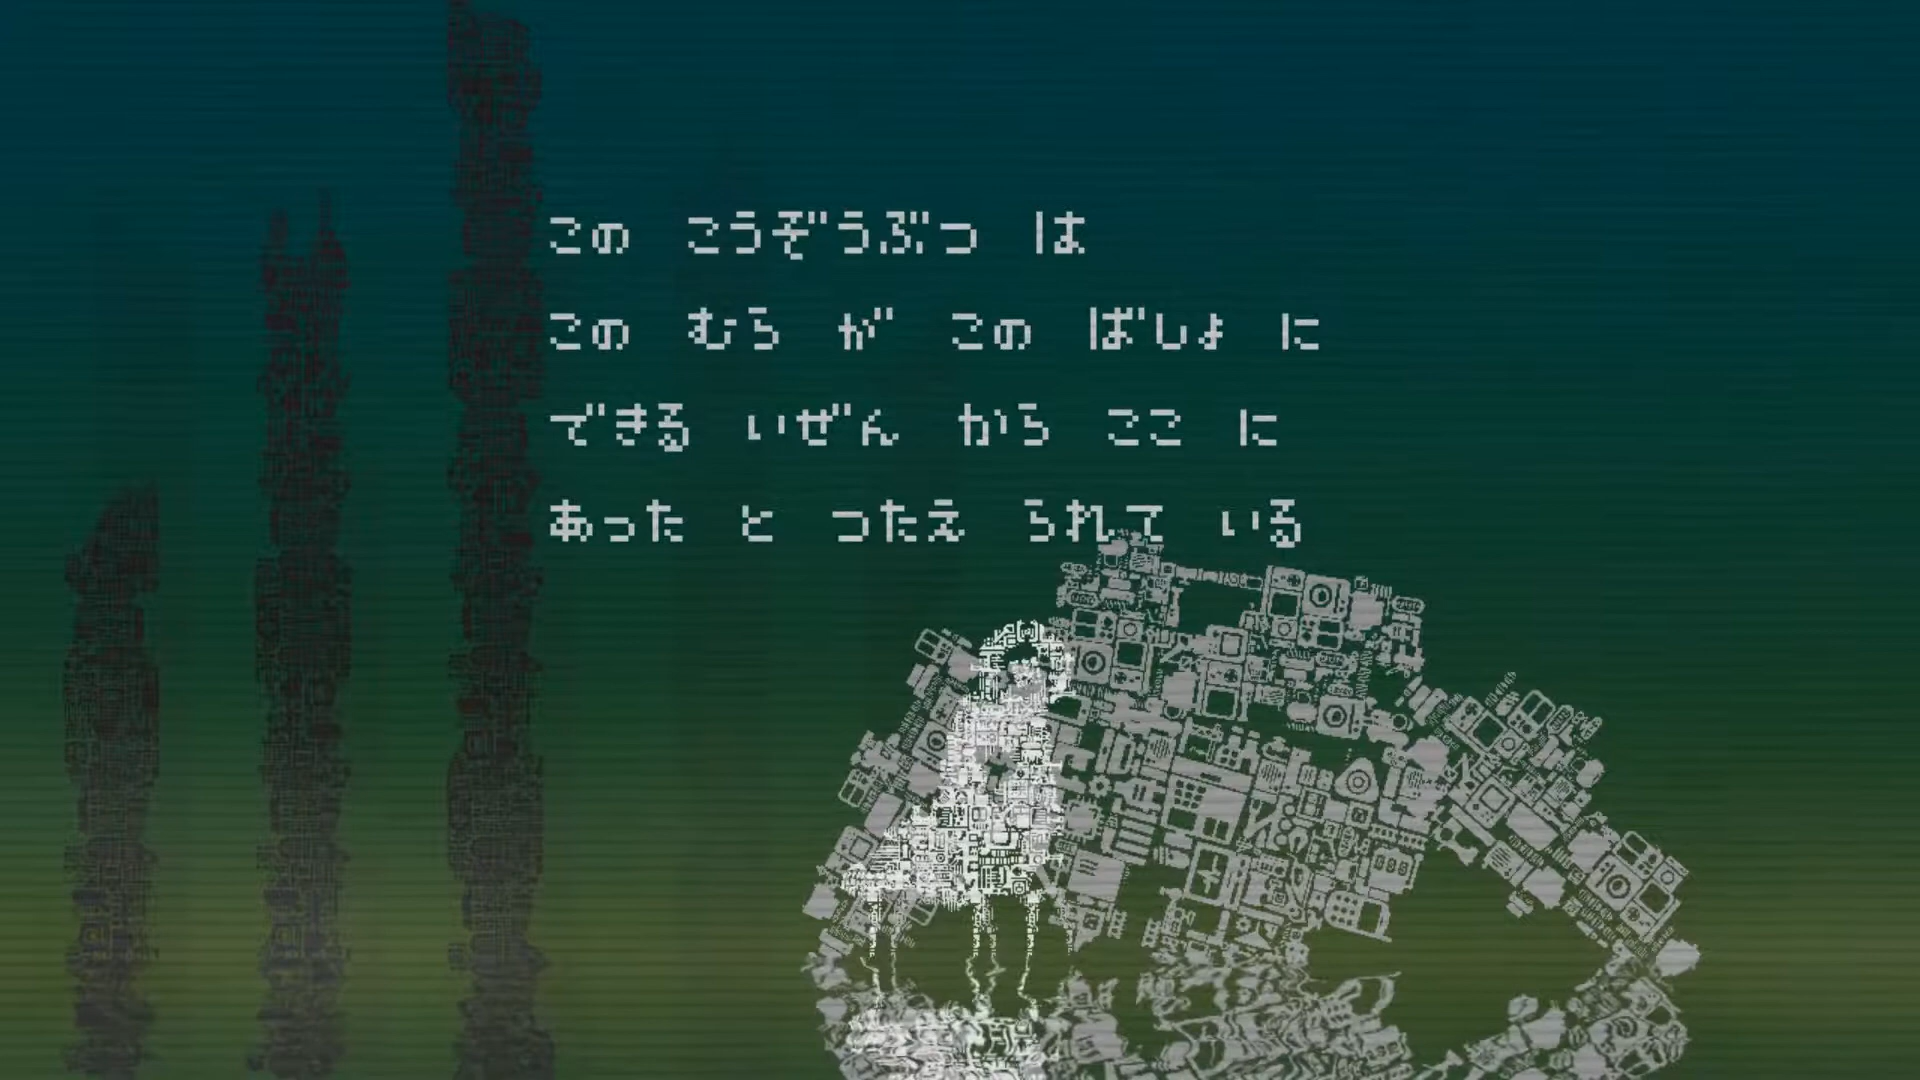 この こうぞうぶつ は
この むら が この ばしょ に
できる いぜん から ここ に
あった と つたえ られて いる